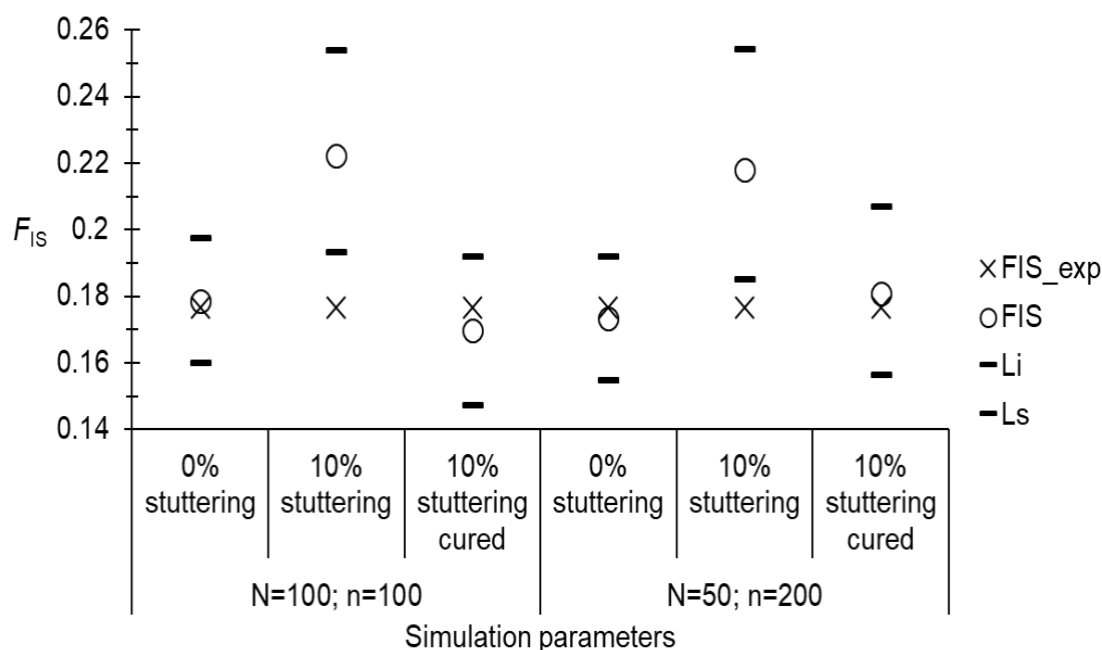 0.26
0.24
0.22
0.2
0.18
0.16
0.14
FIS
FIS_exp
FIS
Li
Ls
0% 10% 10% 0% 10% 10%
stuttering stuttering stuttering stuttering stuttering stuttering
cured cured
N=100; n=100 N=50; n=200
Simulation parameters